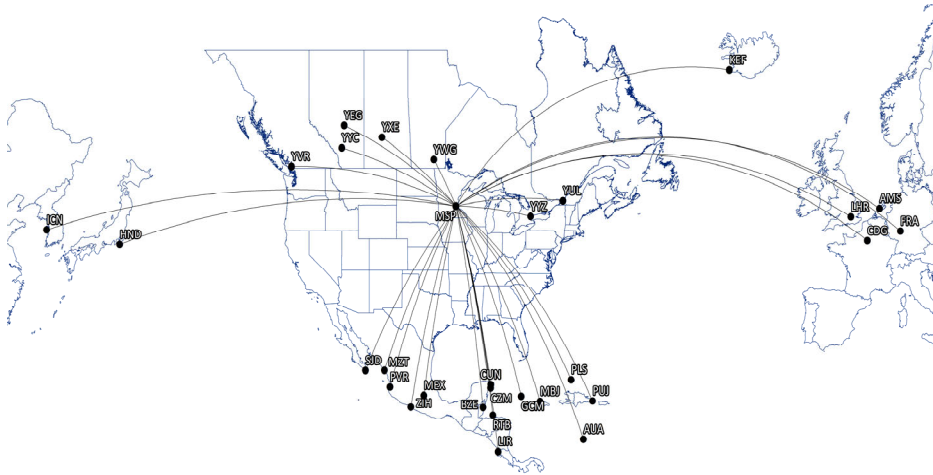 KEF
YEG
YXE
YYC
YVR
YWG
YUL
AMS
MSP
YYZ
LHR
ICN
HND
FRA
CDG
SJD
MZT
PLS
PVR
CUN
MEX
CZM
MBJ
PUJ
ZIH
BZE
GCM
RTB
AUA
LIR